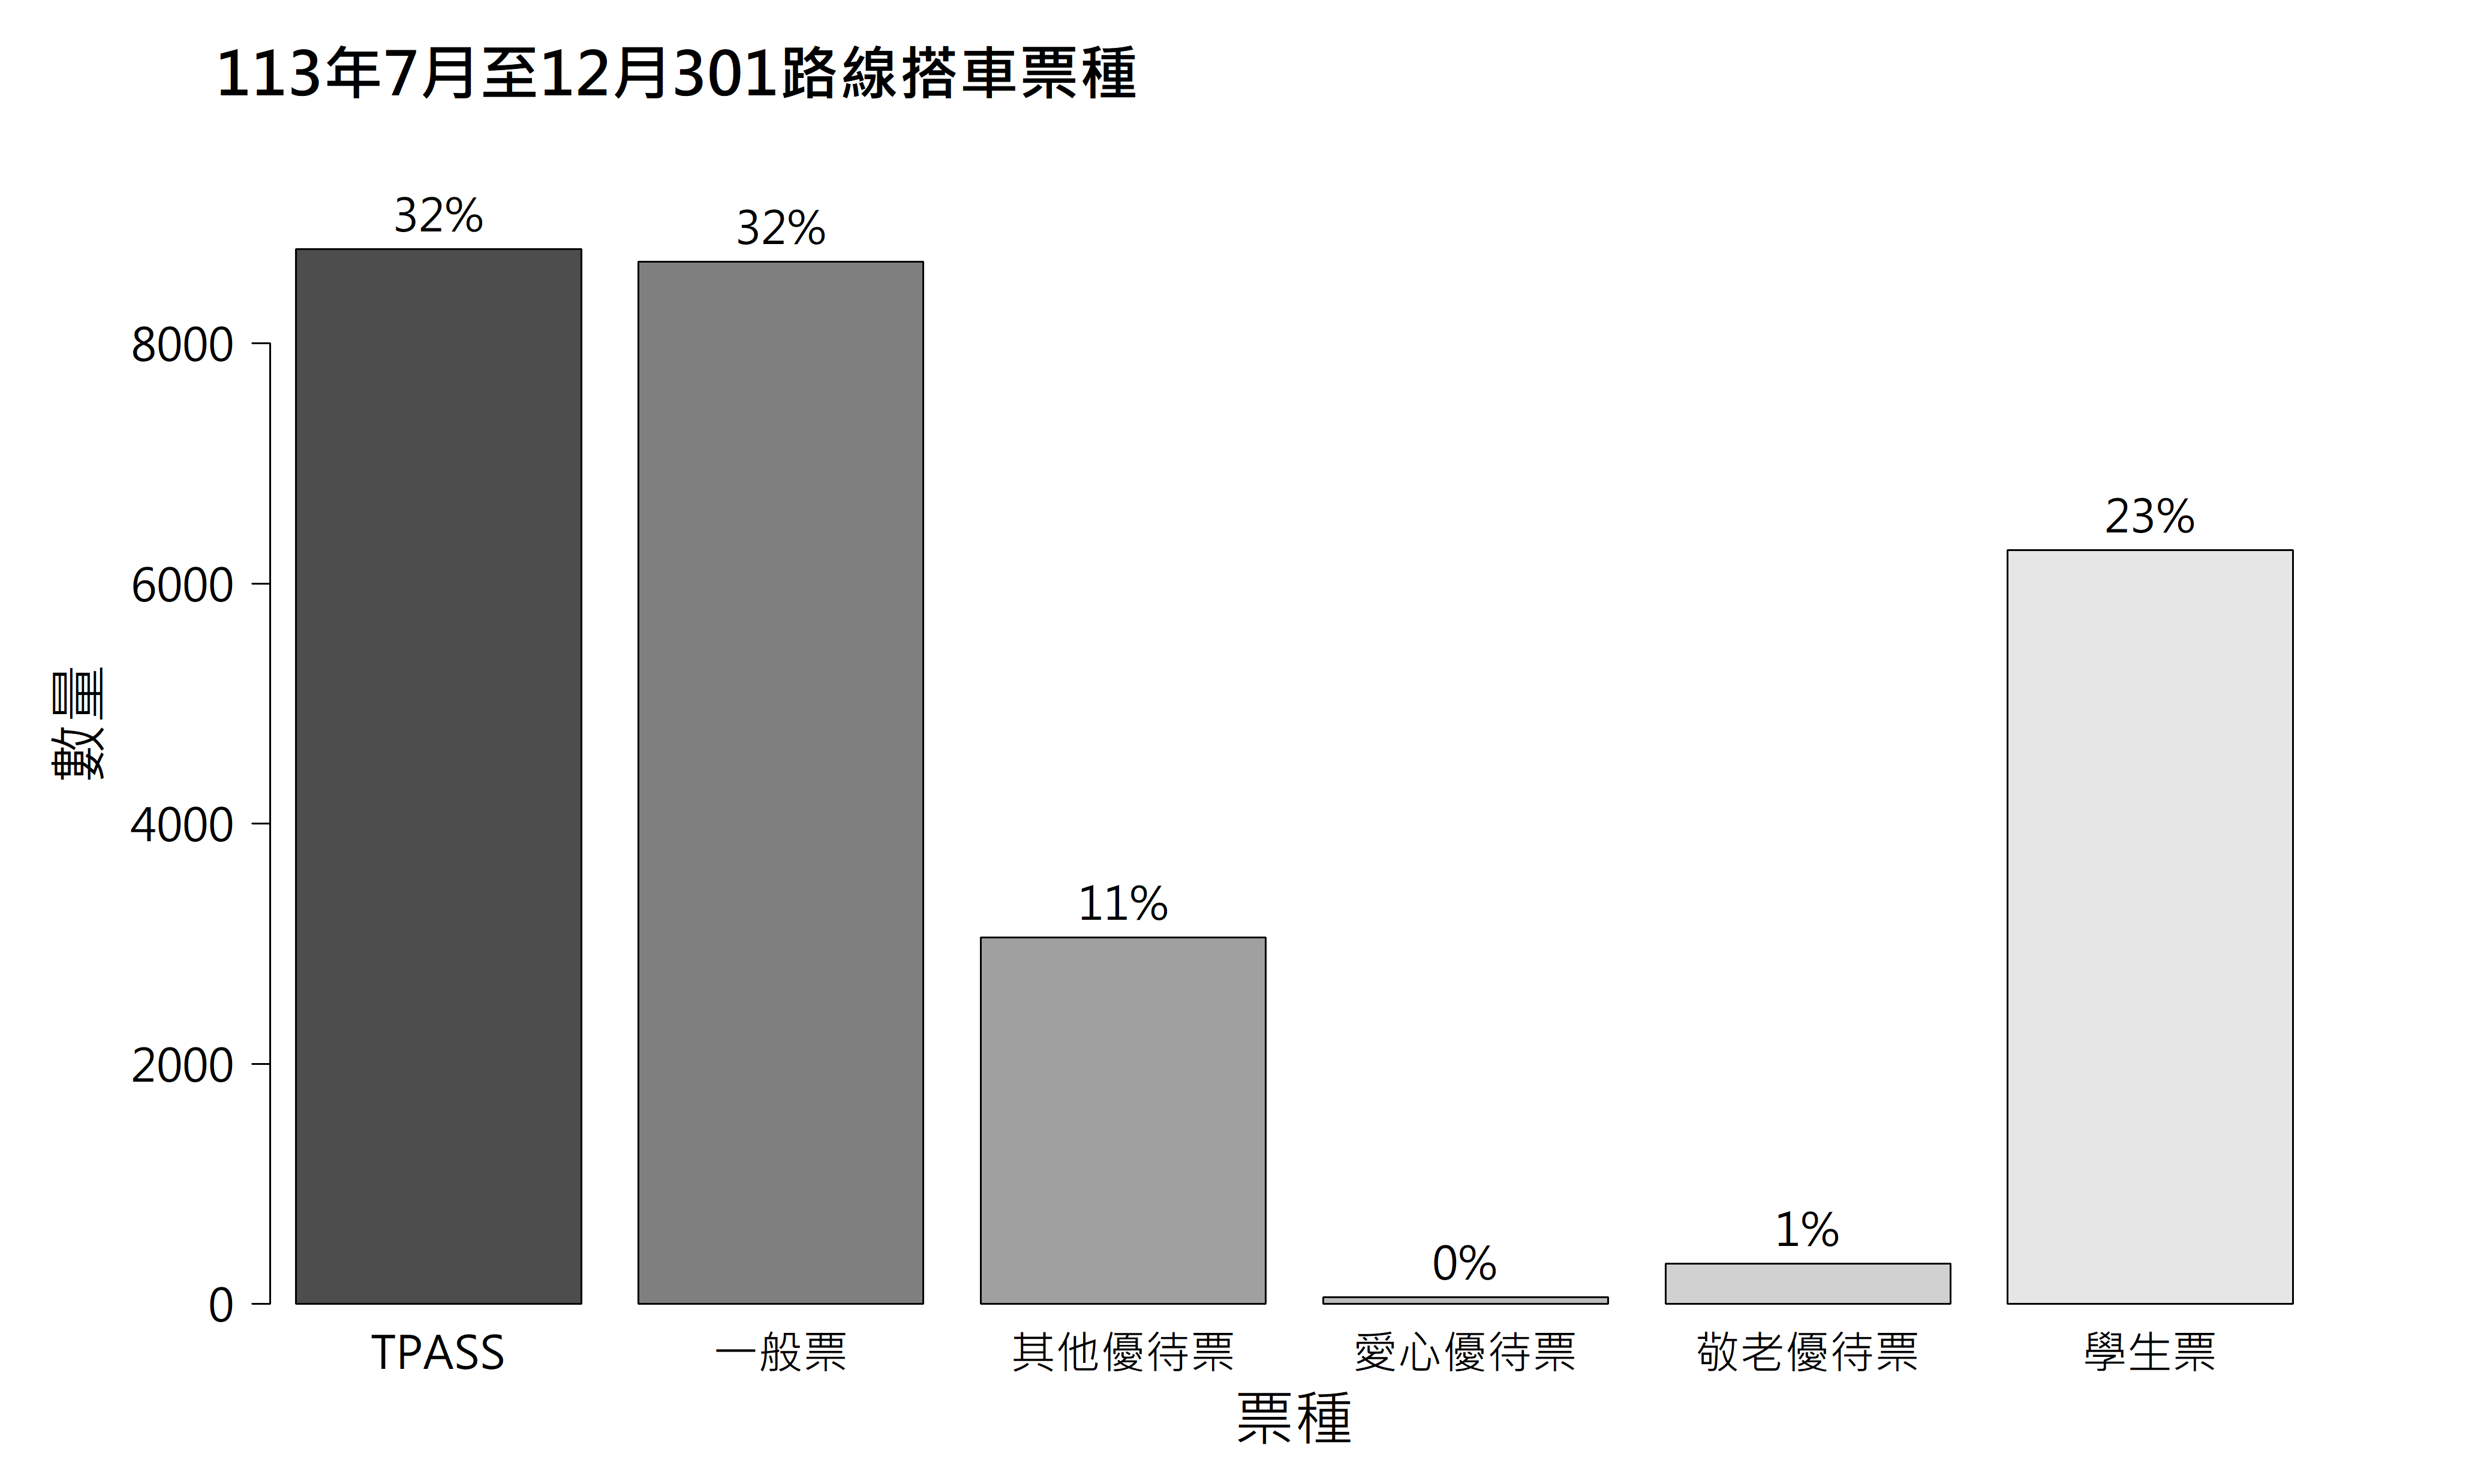 113年7月至12月301路線搭車票種
32%
32%
23%
11%
0%
1%
數量
8000
6000
4000
2000
0
TPASS
一般票
其他優待票
愛心優待票
敬老優待票
學生票
票種